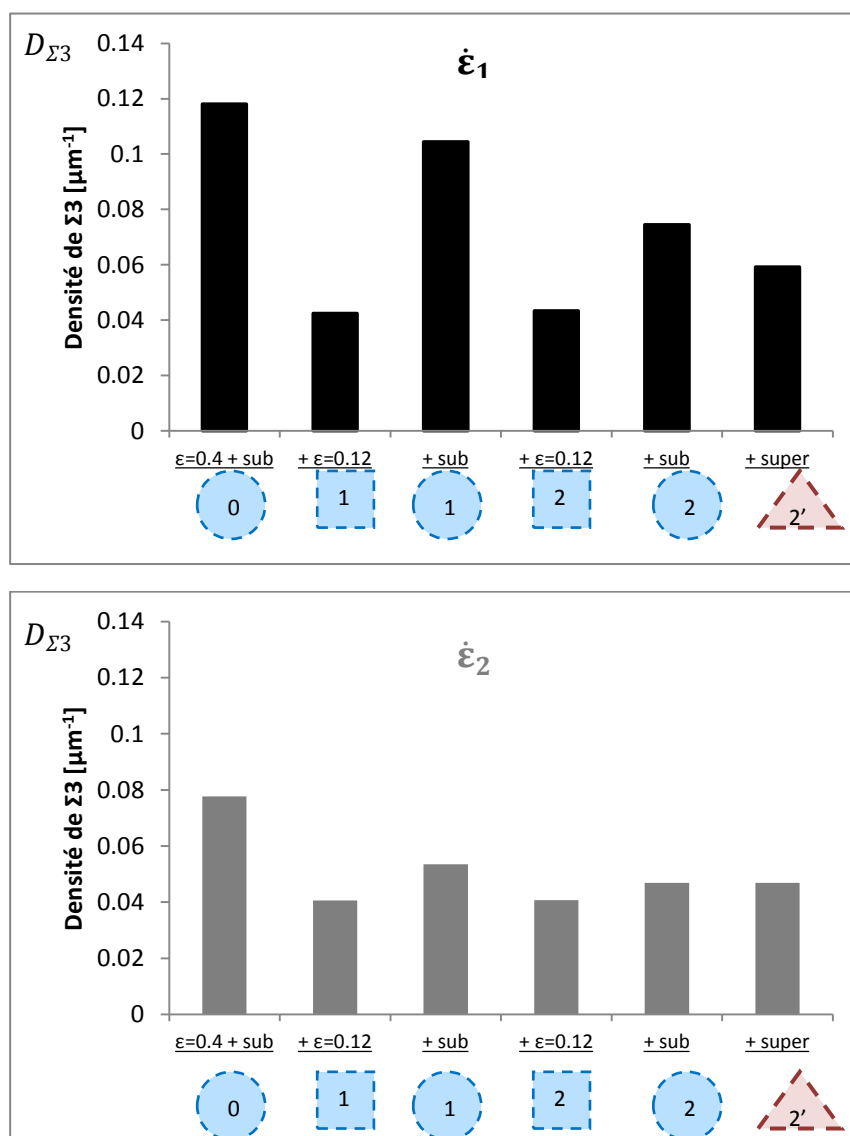 D_Σ3
ε̇₁
Densité de Σ3 [µm⁻¹]
0.14
0.12
0.1
0.08
0.06
0.04
0.02
0
ε=0.4 + sub + ε=0.12 + sub + ε=0.12 + sub + super
0 1 1 2 2 2’
D_Σ3
ε̇₂
Densité de Σ3 [µm⁻¹]
0.14
0.12
0.1
0.08
0.06
0.04
0.02
0
ε=0.4 + sub + ε=0.12 + sub + ε=0.12 + sub + super
0 1 1 2 2 2’